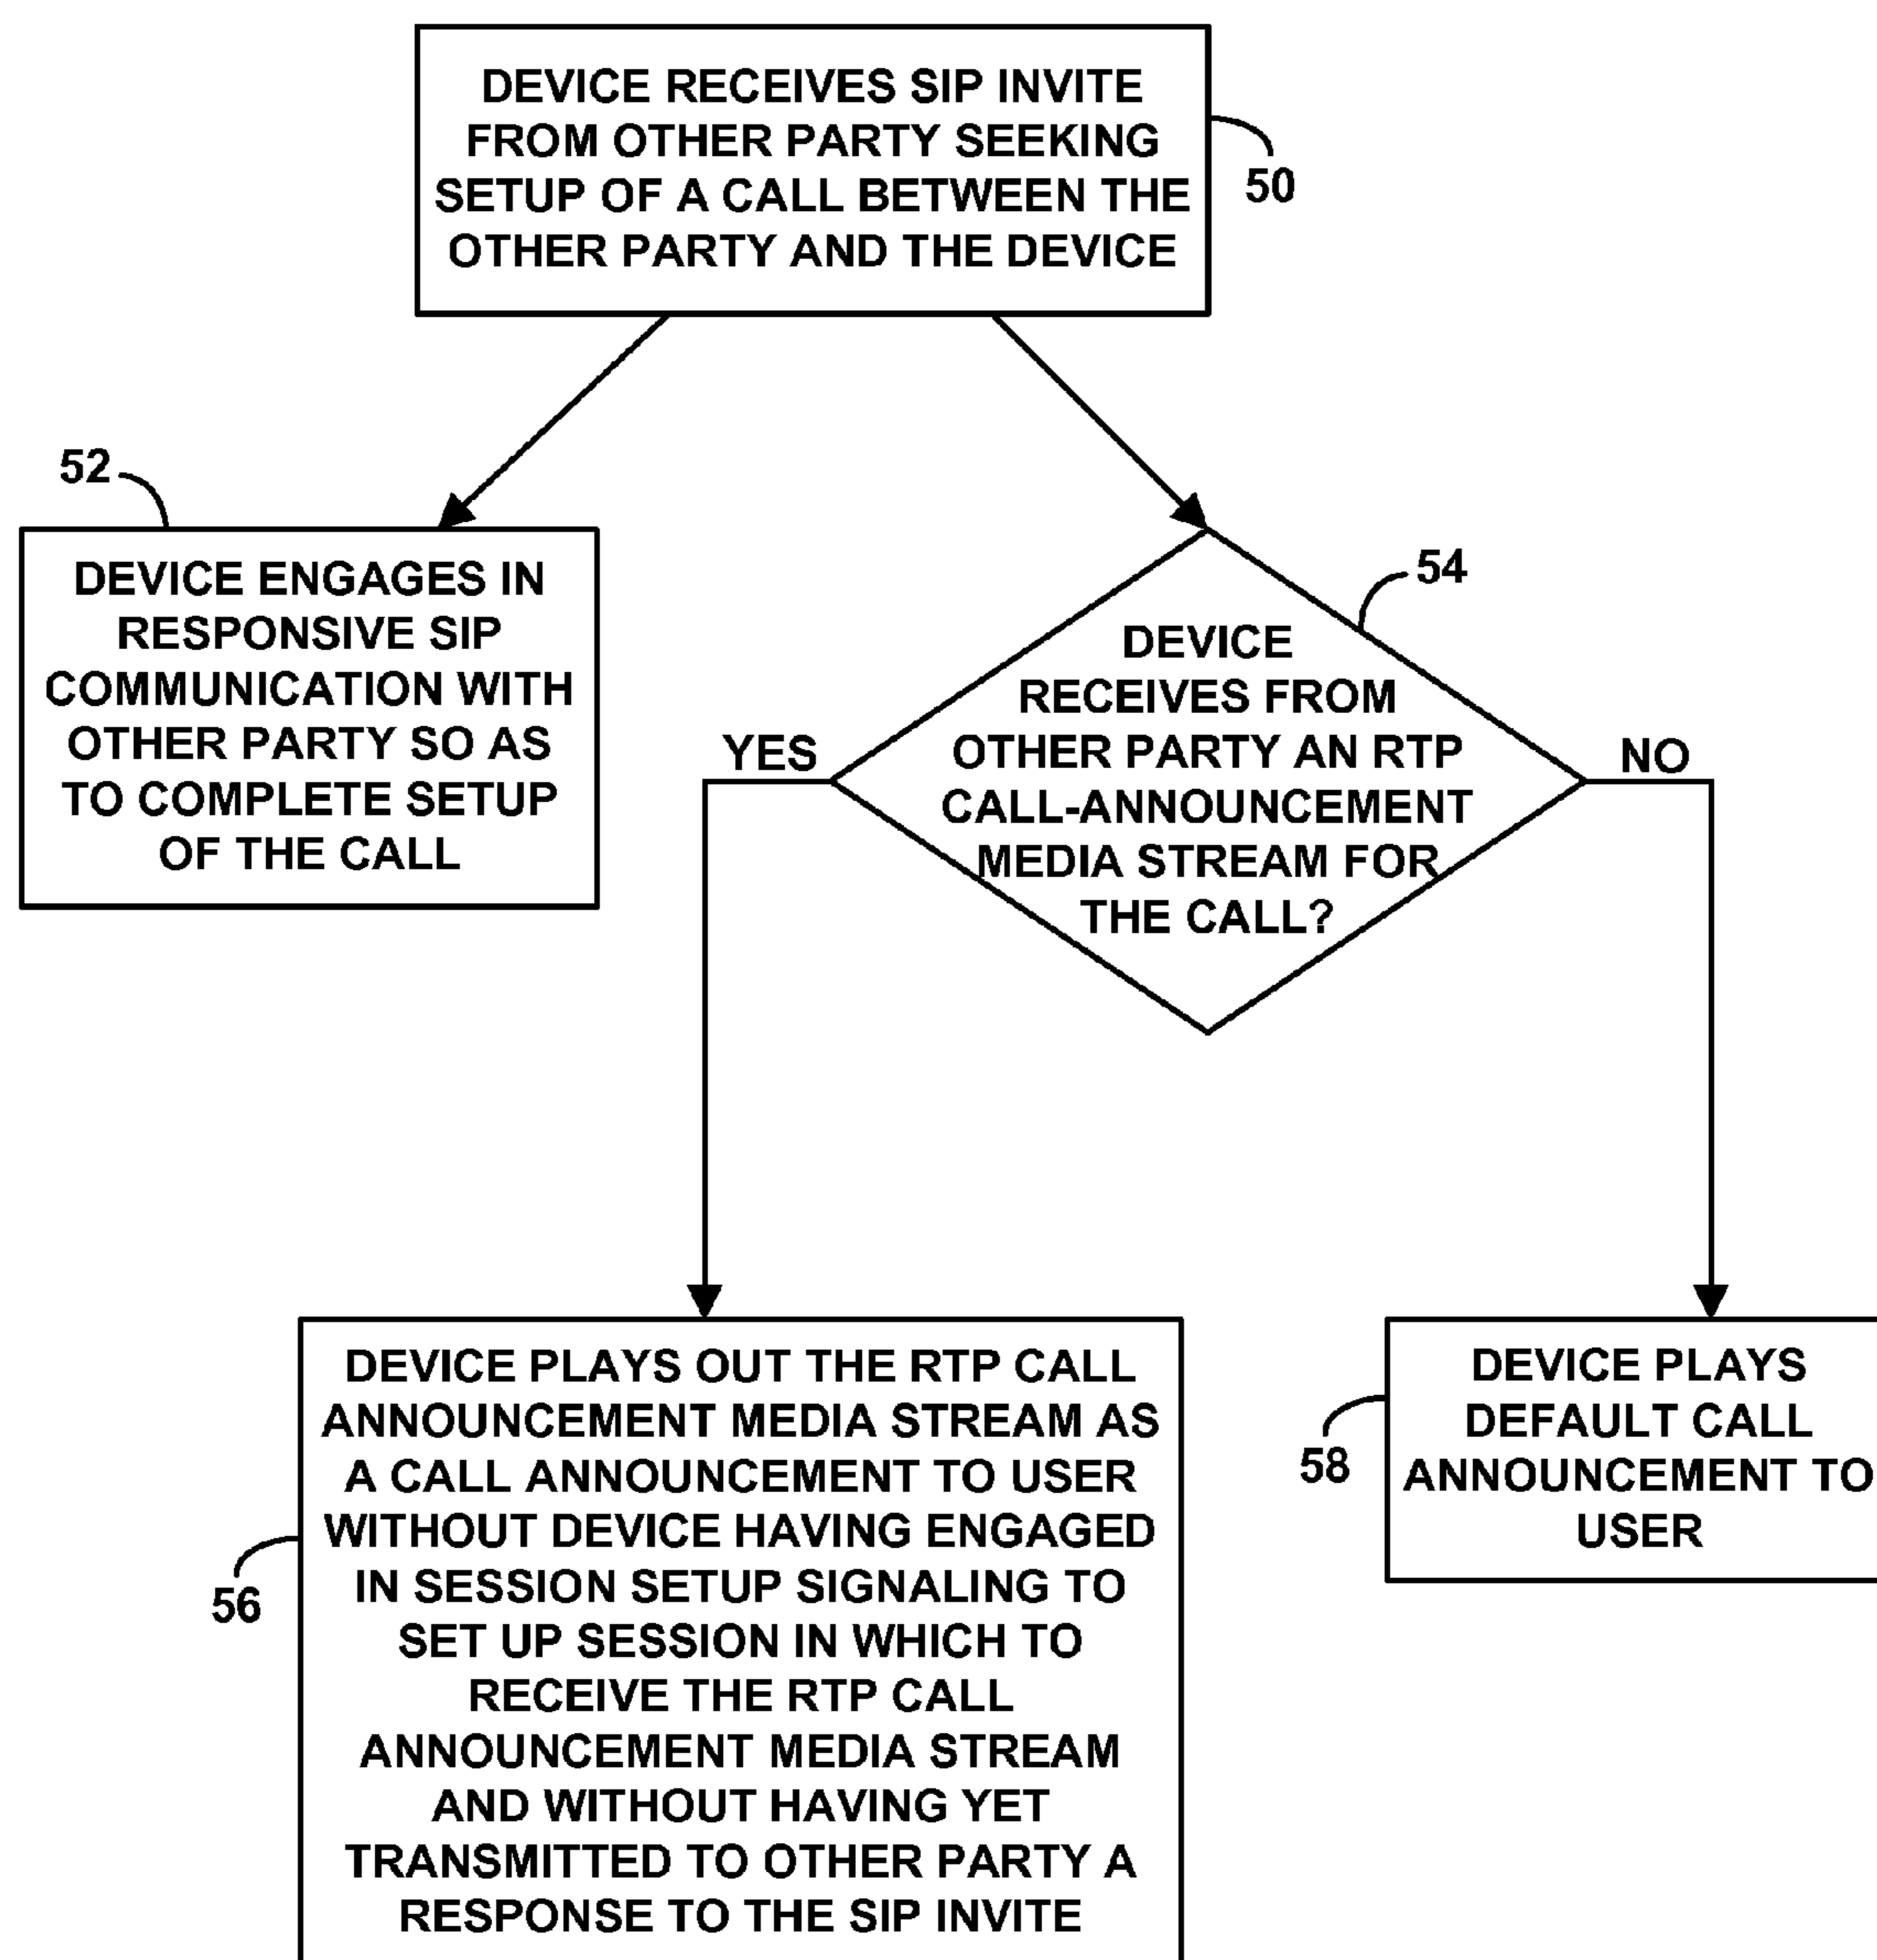 DEVICE RECEIVES SIP INVITE
FROM OTHER PARTY SEEKING
SETUP OF A CALL BETWEEN THE
OTHER PARTY AND THE DEVICE
50
52
DEVICE ENGAGES IN
RESPONSIVE SIP
COMMUNICATION WITH
OTHER PARTY SO AS
TO COMPLETE SETUP
OF THE CALL
54
DEVICE
RECEIVES FROM
OTHER PARTY AN RTP
CALL-ANNOUNCEMENT
MEDIA STREAM FOR
THE CALL?
YES
NO
DEVICE PLAYS OUT THE RTP CALL
ANNOUNCEMENT MEDIA STREAM AS
A CALL ANNOUNCEMENT TO USER
WITHOUT DEVICE HAVING ENGAGED
IN SESSION SETUP SIGNALING TO
SET UP SESSION IN WHICH TO
RECEIVE THE RTP CALL
ANNOUNCEMENT MEDIA STREAM
AND WITHOUT HAVING YET
TRANSMITTED TO OTHER PARTY A
RESPONSE TO THE SIP INVITE
56
DEVICE PLAYS
DEFAULT CALL
ANNOUNCEMENT TO
USER
58